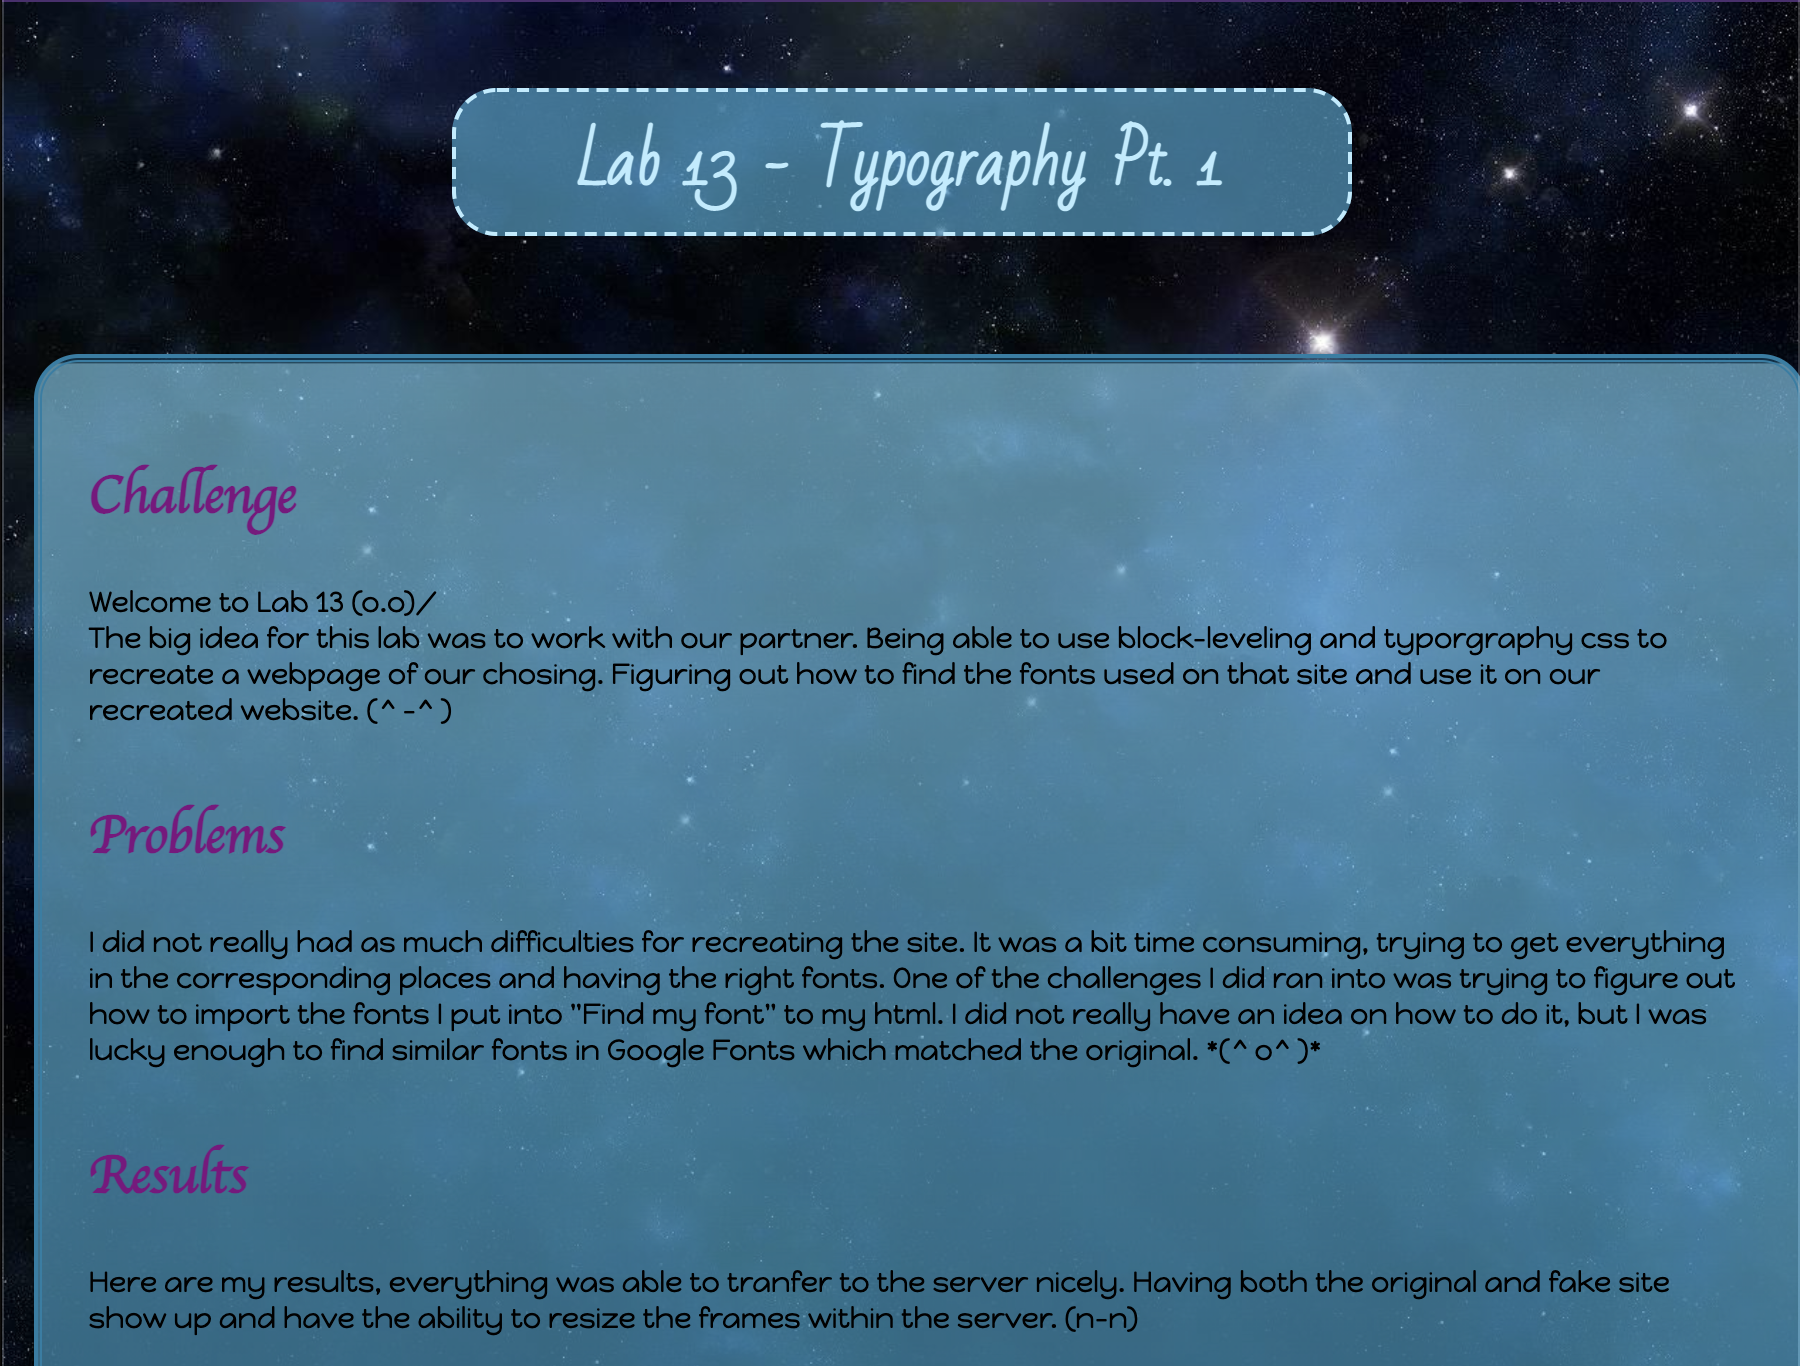 Lab 13 - Typography Pt. 1
Challenge
Welcome to Lab 13 (o.o)/
The big idea for this lab was to work with our partner. Being able to use block-leveling and typorgraphy css to
recreate a webpage of our chosing. Figuring out how to find the fonts used on that site and use it on our
recreated website. (^ -^ )
Problems
I did not really had as much difficulties for recreating the site. It was a bit time consuming, trying to get everything
in the corresponding places and having the right fonts. One of the challenges I did ran into was trying to figure out
how to import the fonts I put into "Find my font" to my html. I did not really have an idea on how to do it, but I was
lucky enough to find similar fonts in Google Fonts which matched the original. *(^ o^ )*
Results
Here are my results, everything was able to tranfer to the server nicely. Having both the original and fake site
show up and have the ability to resize the frames within the server. (n-n)